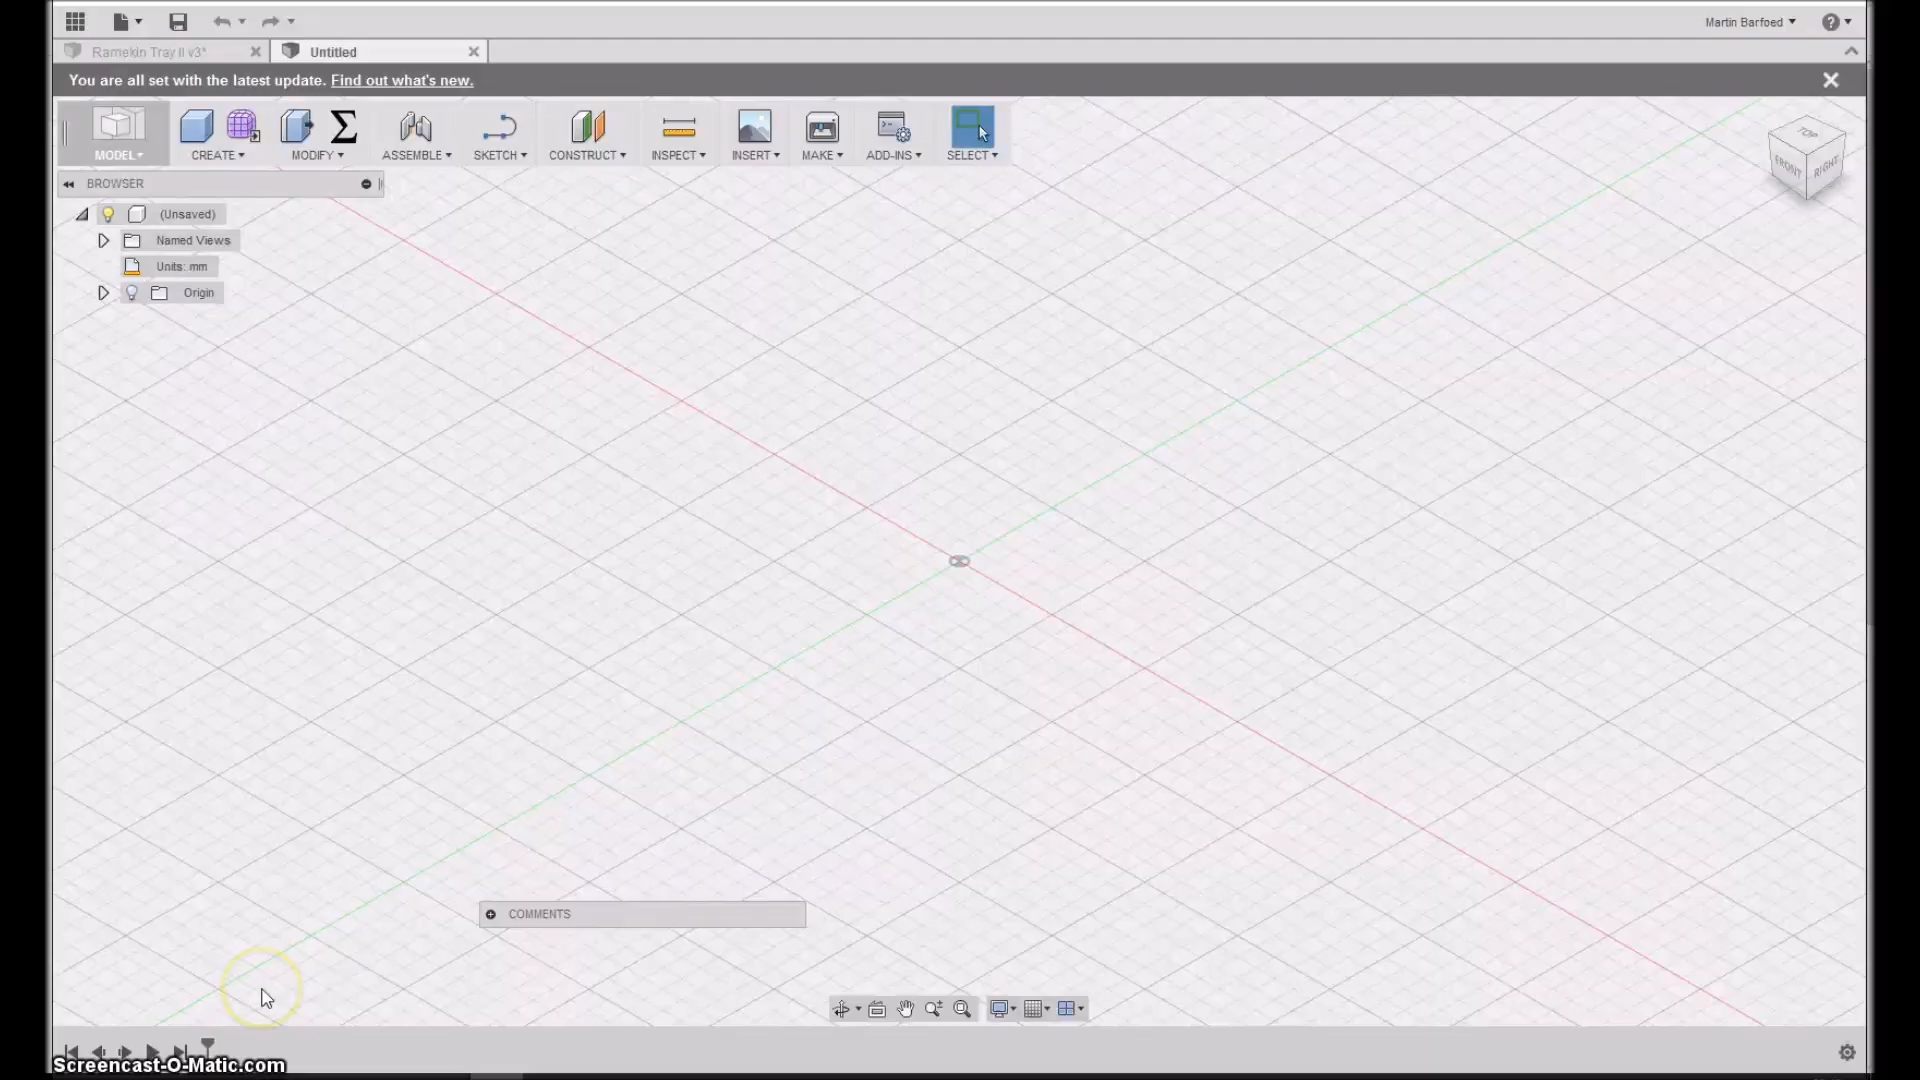 Martin Barfoed
Ramekin Tray II v3*
Untitled
You are all set with the latest update. Find out what's new.
MODEL
CREATE
MODIFY
ASSEMBLE
SKETCH
CONSTRUCT
INSPECT
INSERT
MAKE
ADD-INS
SELECT
TOP
FRONT
RIGHT
BROWSER
(Unsaved)
Named Views
Units: mm
Origin
COMMENTS
Screencast-O-Matic.com